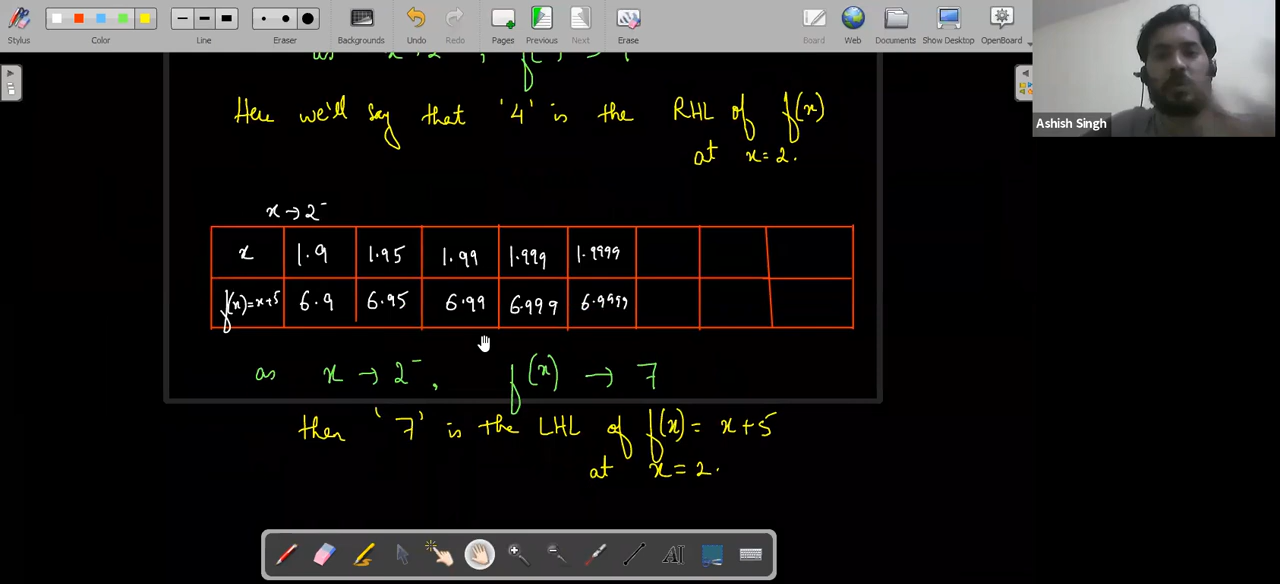 Stylus
Color
Line
Eraser
Backgrounds
Undo
Redo
Pages
Previous
Next
Erase
Board
Web
Documents
Show Desktop
OpenBoard
Ashish Singh
Here we'll say that '4' is the RHL of f(x)
at x=2.
x→2⁻
x 1.9 1.95 1.99 1.999 1.9999
f(x)=x+5 6.9 6.95 6.99 6.999 6.9999
as x → 2⁻, f(x) → 7
then '7' is the LHL of f(x) = x+5
at x=2.
AI